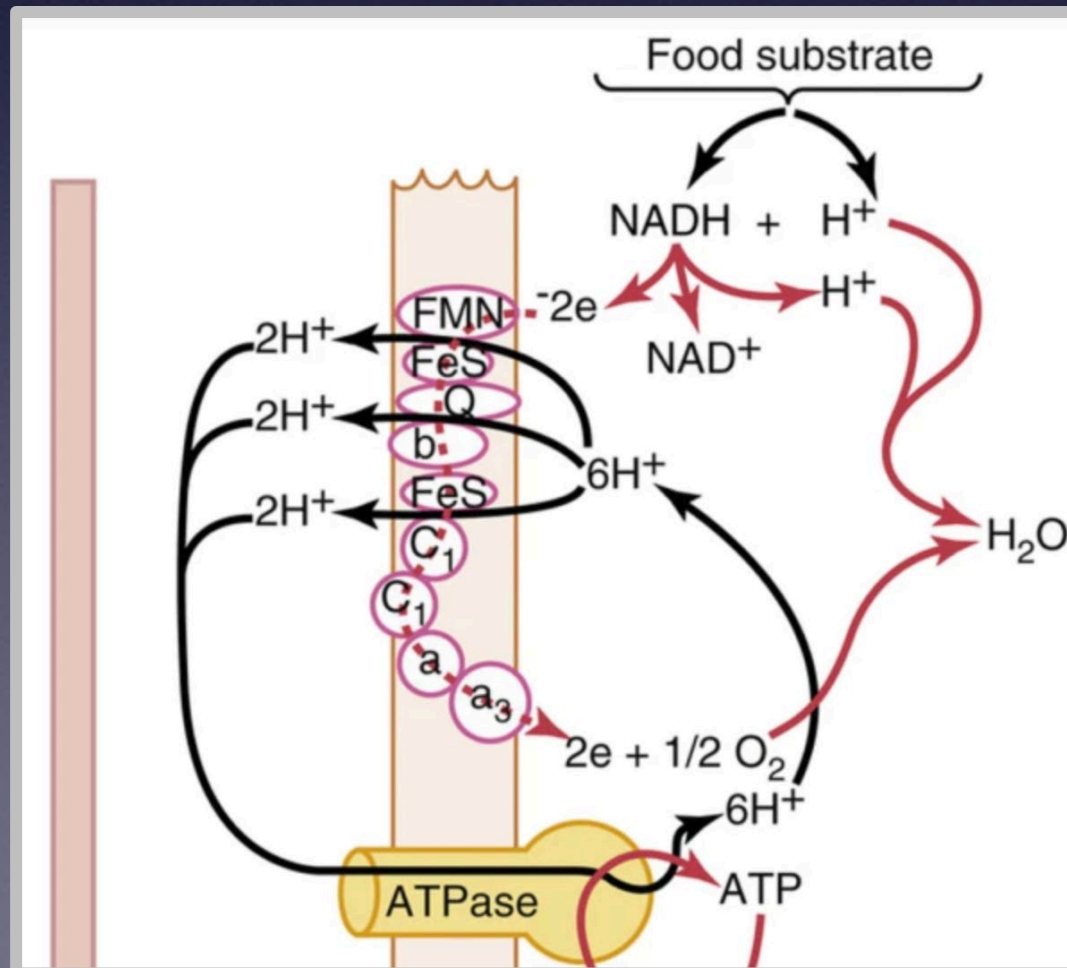 Food substrate
NADH + H⁺
H⁺
⁻2e
NAD⁺
FMN
2H⁺
FeS
Q
2H⁺
b
6H⁺
FeS
2H⁺
H₂O
C₁
C₁
a
a₃
2e + 1/2 O₂
6H⁺
ATP
ATPase